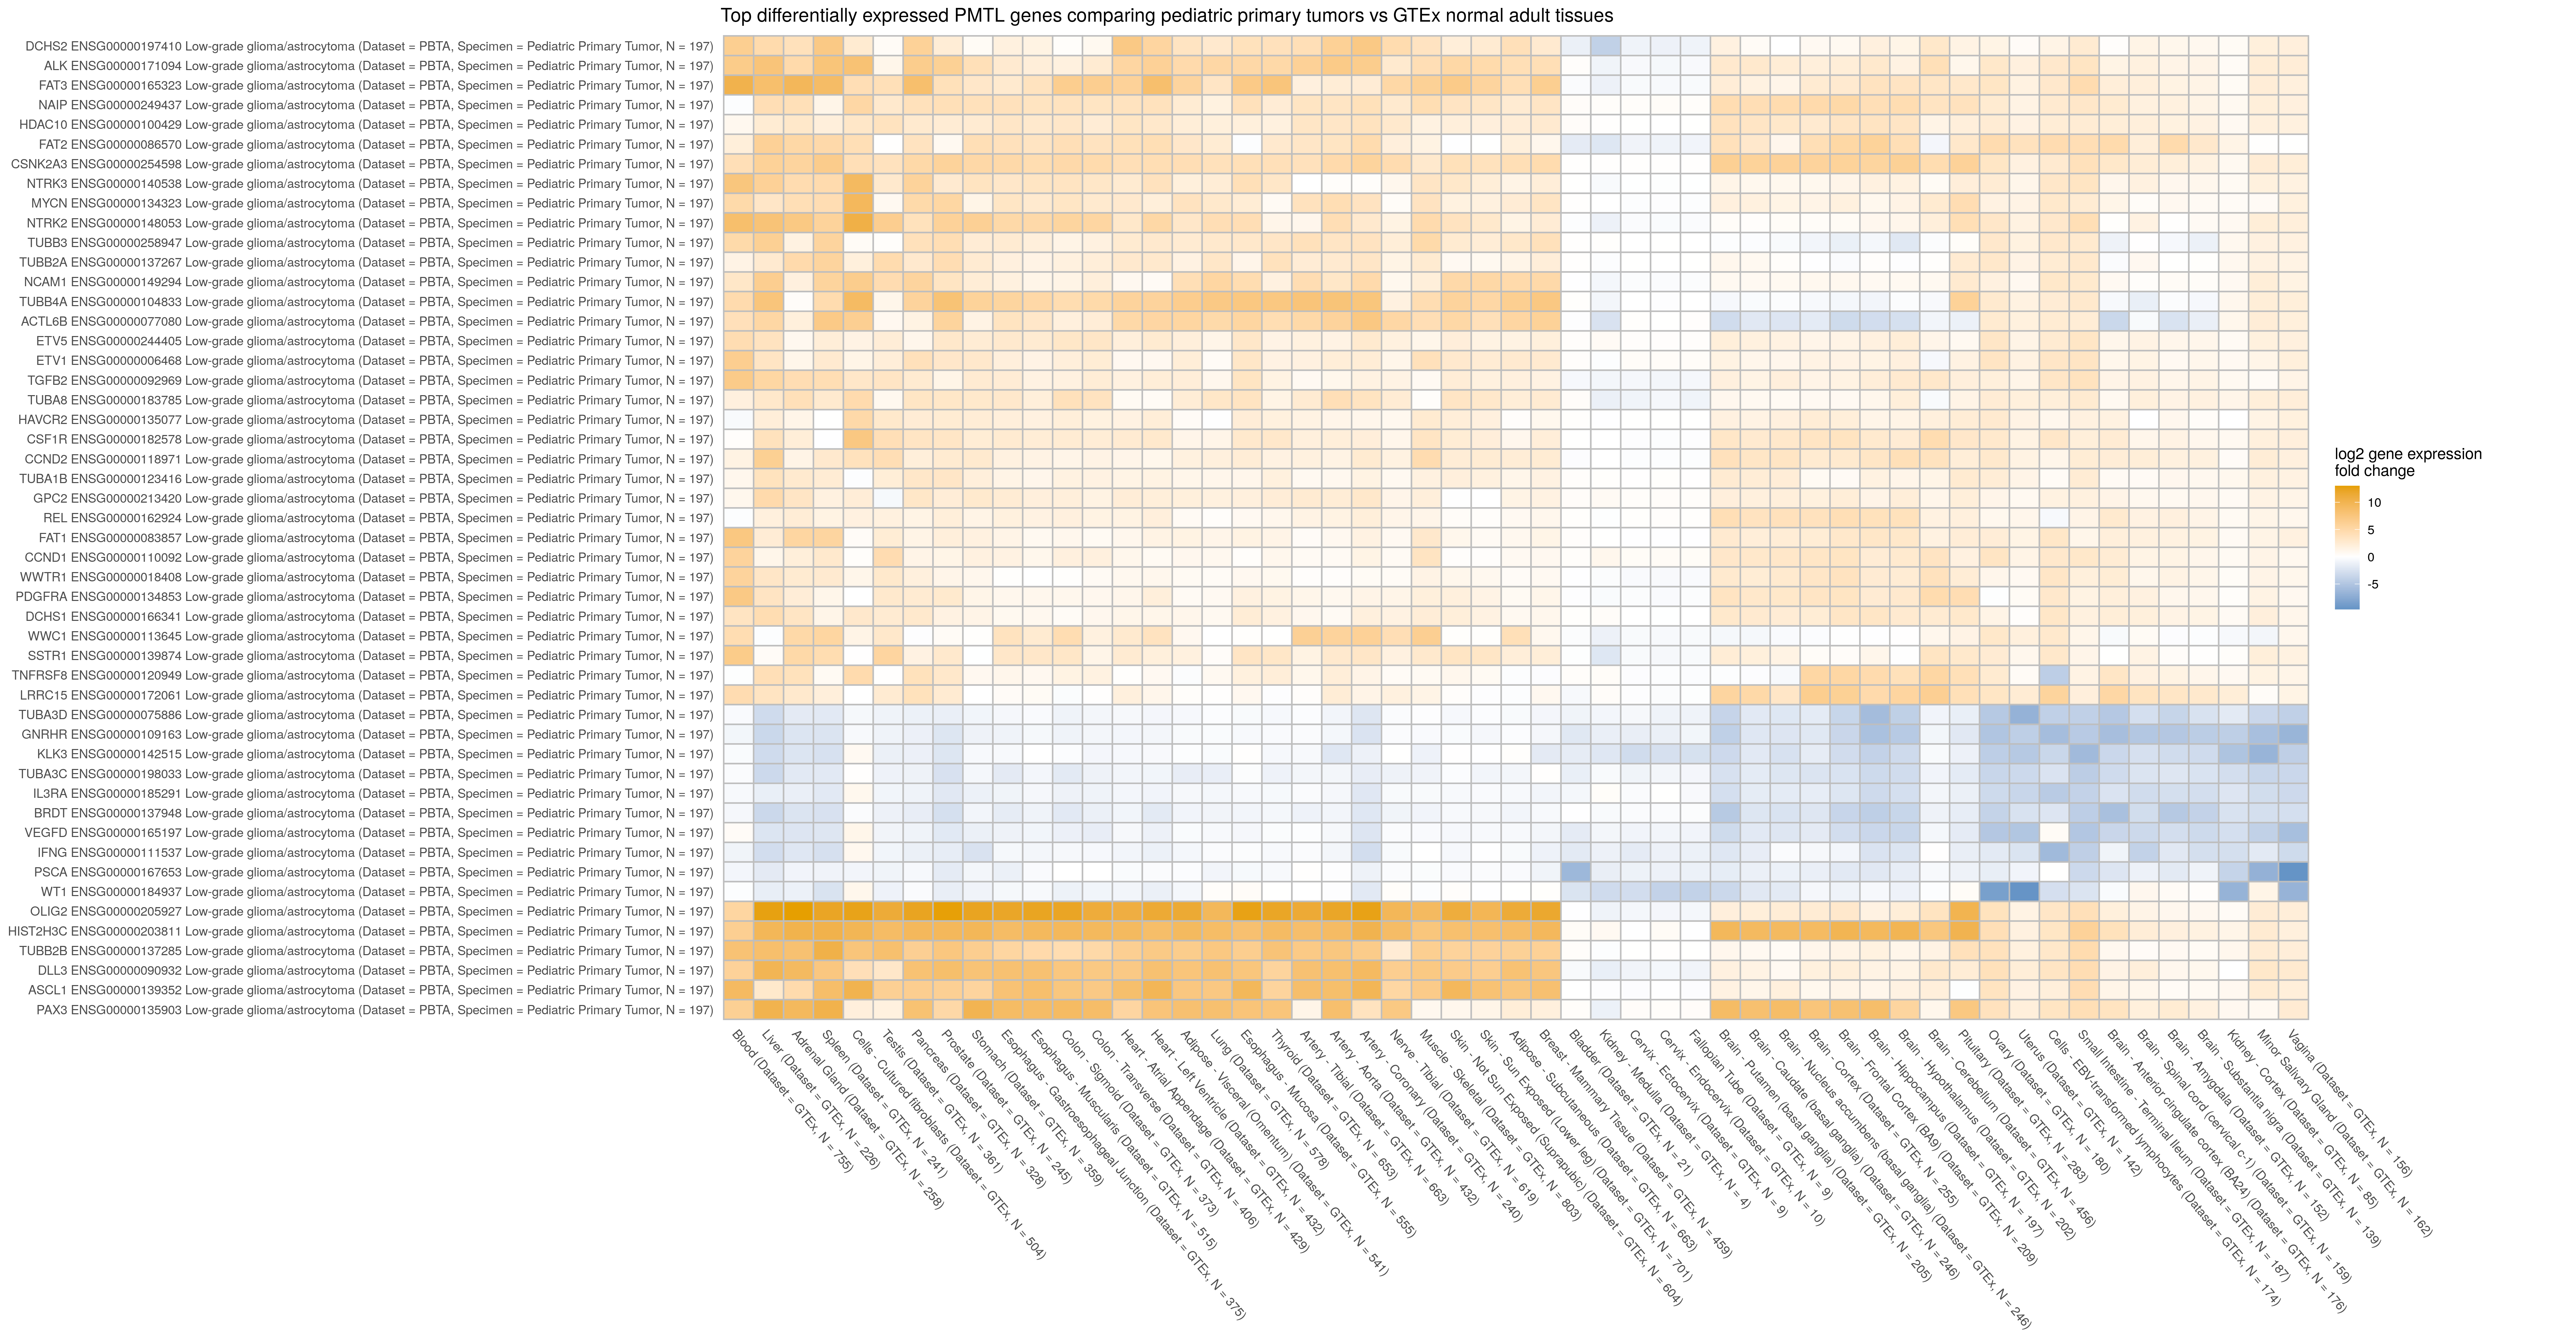 Top differentially expressed PMTL genes comparing pediatric primary tumors vs GTEx normal adult tissues
DCHS2 ENSG00000197410 Low-grade glioma/astrocytoma (Dataset = PBTA, Specimen = Pediatric Primary Tumor, N = 197)
ALK ENSG00000171094 Low-grade glioma/astrocytoma (Dataset = PBTA, Specimen = Pediatric Primary Tumor, N = 197)
FAT3 ENSG00000165323 Low-grade glioma/astrocytoma (Dataset = PBTA, Specimen = Pediatric Primary Tumor, N = 197)
NAIP ENSG00000249437 Low-grade glioma/astrocytoma (Dataset = PBTA, Specimen = Pediatric Primary Tumor, N = 197)
HDAC10 ENSG00000100429 Low-grade glioma/astrocytoma (Dataset = PBTA, Specimen = Pediatric Primary Tumor, N = 197)
FAT2 ENSG00000086570 Low-grade glioma/astrocytoma (Dataset = PBTA, Specimen = Pediatric Primary Tumor, N = 197)
CSNK2A3 ENSG00000254598 Low-grade glioma/astrocytoma (Dataset = PBTA, Specimen = Pediatric Primary Tumor, N = 197)
NTRK3 ENSG00000140538 Low-grade glioma/astrocytoma (Dataset = PBTA, Specimen = Pediatric Primary Tumor, N = 197)
MYCN ENSG00000134323 Low-grade glioma/astrocytoma (Dataset = PBTA, Specimen = Pediatric Primary Tumor, N = 197)
NTRK2 ENSG00000148053 Low-grade glioma/astrocytoma (Dataset = PBTA, Specimen = Pediatric Primary Tumor, N = 197)
TUBB3 ENSG00000258947 Low-grade glioma/astrocytoma (Dataset = PBTA, Specimen = Pediatric Primary Tumor, N = 197)
TUBB2A ENSG00000137267 Low-grade glioma/astrocytoma (Dataset = PBTA, Specimen = Pediatric Primary Tumor, N = 197)
NCAM1 ENSG00000149294 Low-grade glioma/astrocytoma (Dataset = PBTA, Specimen = Pediatric Primary Tumor, N = 197)
TUBB4A ENSG00000104833 Low-grade glioma/astrocytoma (Dataset = PBTA, Specimen = Pediatric Primary Tumor, N = 197)
ACTL6B ENSG00000077080 Low-grade glioma/astrocytoma (Dataset = PBTA, Specimen = Pediatric Primary Tumor, N = 197)
ETV5 ENSG00000244405 Low-grade glioma/astrocytoma (Dataset = PBTA, Specimen = Pediatric Primary Tumor, N = 197)
ETV1 ENSG00000006468 Low-grade glioma/astrocytoma (Dataset = PBTA, Specimen = Pediatric Primary Tumor, N = 197)
TGFB2 ENSG00000092969 Low-grade glioma/astrocytoma (Dataset = PBTA, Specimen = Pediatric Primary Tumor, N = 197)
TUBA8 ENSG00000183785 Low-grade glioma/astrocytoma (Dataset = PBTA, Specimen = Pediatric Primary Tumor, N = 197)
HAVCR2 ENSG00000135077 Low-grade glioma/astrocytoma (Dataset = PBTA, Specimen = Pediatric Primary Tumor, N = 197)
CSF1R ENSG00000182578 Low-grade glioma/astrocytoma (Dataset = PBTA, Specimen = Pediatric Primary Tumor, N = 197)
CCND2 ENSG00000118971 Low-grade glioma/astrocytoma (Dataset = PBTA, Specimen = Pediatric Primary Tumor, N = 197)
TUBA1B ENSG00000123416 Low-grade glioma/astrocytoma (Dataset = PBTA, Specimen = Pediatric Primary Tumor, N = 197)
GPC2 ENSG00000213420 Low-grade glioma/astrocytoma (Dataset = PBTA, Specimen = Pediatric Primary Tumor, N = 197)
REL ENSG00000162924 Low-grade glioma/astrocytoma (Dataset = PBTA, Specimen = Pediatric Primary Tumor, N = 197)
FAT1 ENSG00000083857 Low-grade glioma/astrocytoma (Dataset = PBTA, Specimen = Pediatric Primary Tumor, N = 197)
CCND1 ENSG00000110092 Low-grade glioma/astrocytoma (Dataset = PBTA, Specimen = Pediatric Primary Tumor, N = 197)
WWTR1 ENSG00000018408 Low-grade glioma/astrocytoma (Dataset = PBTA, Specimen = Pediatric Primary Tumor, N = 197)
PDGFRA ENSG00000134853 Low-grade glioma/astrocytoma (Dataset = PBTA, Specimen = Pediatric Primary Tumor, N = 197)
DCHS1 ENSG00000166341 Low-grade glioma/astrocytoma (Dataset = PBTA, Specimen = Pediatric Primary Tumor, N = 197)
WWC1 ENSG00000113645 Low-grade glioma/astrocytoma (Dataset = PBTA, Specimen = Pediatric Primary Tumor, N = 197)
SSTR1 ENSG00000139874 Low-grade glioma/astrocytoma (Dataset = PBTA, Specimen = Pediatric Primary Tumor, N = 197)
TNFRSF8 ENSG00000120949 Low-grade glioma/astrocytoma (Dataset = PBTA, Specimen = Pediatric Primary Tumor, N = 197)
LRRC15 ENSG00000172061 Low-grade glioma/astrocytoma (Dataset = PBTA, Specimen = Pediatric Primary Tumor, N = 197)
TUBA3D ENSG00000075886 Low-grade glioma/astrocytoma (Dataset = PBTA, Specimen = Pediatric Primary Tumor, N = 197)
GNRHR ENSG00000109163 Low-grade glioma/astrocytoma (Dataset = PBTA, Specimen = Pediatric Primary Tumor, N = 197)
KLK3 ENSG00000142515 Low-grade glioma/astrocytoma (Dataset = PBTA, Specimen = Pediatric Primary Tumor, N = 197)
TUBA3C ENSG00000198033 Low-grade glioma/astrocytoma (Dataset = PBTA, Specimen = Pediatric Primary Tumor, N = 197)
IL3RA ENSG00000185291 Low-grade glioma/astrocytoma (Dataset = PBTA, Specimen = Pediatric Primary Tumor, N = 197)
BRDT ENSG00000137948 Low-grade glioma/astrocytoma (Dataset = PBTA, Specimen = Pediatric Primary Tumor, N = 197)
VEGFD ENSG00000165197 Low-grade glioma/astrocytoma (Dataset = PBTA, Specimen = Pediatric Primary Tumor, N = 197)
IFNG ENSG00000111537 Low-grade glioma/astrocytoma (Dataset = PBTA, Specimen = Pediatric Primary Tumor, N = 197)
PSCA ENSG00000167653 Low-grade glioma/astrocytoma (Dataset = PBTA, Specimen = Pediatric Primary Tumor, N = 197)
WT1 ENSG00000184937 Low-grade glioma/astrocytoma (Dataset = PBTA, Specimen = Pediatric Primary Tumor, N = 197)
OLIG2 ENSG00000205927 Low-grade glioma/astrocytoma (Dataset = PBTA, Specimen = Pediatric Primary Tumor, N = 197)
HIST2H3C ENSG00000203811 Low-grade glioma/astrocytoma (Dataset = PBTA, Specimen = Pediatric Primary Tumor, N = 197)
TUBB2B ENSG00000137285 Low-grade glioma/astrocytoma (Dataset = PBTA, Specimen = Pediatric Primary Tumor, N = 197)
DLL3 ENSG00000090932 Low-grade glioma/astrocytoma (Dataset = PBTA, Specimen = Pediatric Primary Tumor, N = 197)
ASCL1 ENSG00000139352 Low-grade glioma/astrocytoma (Dataset = PBTA, Specimen = Pediatric Primary Tumor, N = 197)
PAX3 ENSG00000135903 Low-grade glioma/astrocytoma (Dataset = PBTA, Specimen = Pediatric Primary Tumor, N = 197)
Blood (Dataset = GTEx, N = 755)
Liver (Dataset = GTEx, N = 226)
Adrenal Gland (Dataset = GTEx, N = 258)
Spleen (Dataset = GTEx, N = 241)
Cells - Cultured fibroblasts (Dataset = GTEx, N = 504)
Testis (Dataset = GTEx, N = 361)
Pancreas (Dataset = GTEx, N = 328)
Prostate (Dataset = GTEx, N = 245)
Stomach (Dataset = GTEx, N = 359)
Esophagus - Gastroesophageal Junction (Dataset = GTEx, N = 375)
Esophagus - Muscularis (Dataset = GTEx, N = 515)
Colon - Sigmoid (Dataset = GTEx, N = 373)
Colon - Transverse (Dataset = GTEx, N = 406)
Heart - Atrial Appendage (Dataset = GTEx, N = 429)
Heart - Left Ventricle (Dataset = GTEx, N = 432)
Adipose - Visceral (Omentum) (Dataset = GTEx, N = 541)
Lung (Dataset = GTEx, N = 578)
Esophagus - Mucosa (Dataset = GTEx, N = 555)
Thyroid (Dataset = GTEx, N = 653)
Artery - Tibial (Dataset = GTEx, N = 663)
Artery - Aorta (Dataset = GTEx, N = 432)
Artery - Coronary (Dataset = GTEx, N = 240)
Nerve - Tibial (Dataset = GTEx, N = 619)
Muscle - Skeletal (Dataset = GTEx, N = 803)
Skin - Not Sun Exposed (Suprapubic) (Dataset = GTEx, N = 604)
Skin - Sun Exposed (Lower leg) (Dataset = GTEx, N = 701)
Adipose - Subcutaneous (Dataset = GTEx, N = 663)
Breast - Mammary Tissue (Dataset = GTEx, N = 459)
Bladder (Dataset = GTEx, N = 21)
Kidney - Medulla (Dataset = GTEx, N = 4)
Cervix - Ectocervix (Dataset = GTEx, N = 9)
Cervix - Endocervix (Dataset = GTEx, N = 10)
Fallopian Tube (Dataset = GTEx, N = 9)
Brain - Putamen (basal ganglia) (Dataset = GTEx, N = 205)
Brain - Caudate (basal ganglia) (Dataset = GTEx, N = 246)
Brain - Nucleus accumbens (basal ganglia) (Dataset = GTEx, N = 246)
Brain - Cortex (Dataset = GTEx, N = 255)
Brain - Frontal Cortex (BA9) (Dataset = GTEx, N = 209)
Brain - Hippocampus (Dataset = GTEx, N = 197)
Brain - Hypothalamus (Dataset = GTEx, N = 202)
Brain - Cerebellum (Dataset = GTEx, N = 456)
Pituitary (Dataset = GTEx, N = 283)
Ovary (Dataset = GTEx, N = 180)
Uterus (Dataset = GTEx, N = 142)
Cells - EBV-transformed lymphocytes (Dataset = GTEx, N = 174)
Small Intestine - Terminal Ileum (Dataset = GTEx, N = 187)
Brain - Anterior cingulate cortex (BA24) (Dataset = GTEx, N = 176)
Brain - Spinal cord (cervical c-1) (Dataset = GTEx, N = 159)
Brain - Amygdala (Dataset = GTEx, N = 152)
Brain - Substantia nigra (Dataset = GTEx, N = 139)
Kidney - Cortex (Dataset = GTEx, N = 85)
Minor Salivary Gland (Dataset = GTEx, N = 162)
Vagina (Dataset = GTEx, N = 156)
log2 gene expression
fold change
10
5
0
-5